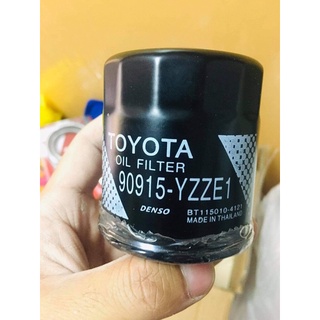 TOYOTA
OIL FILTER
90915-YZZE1
DENSO
BT115010-4121
MADE IN THAILAND